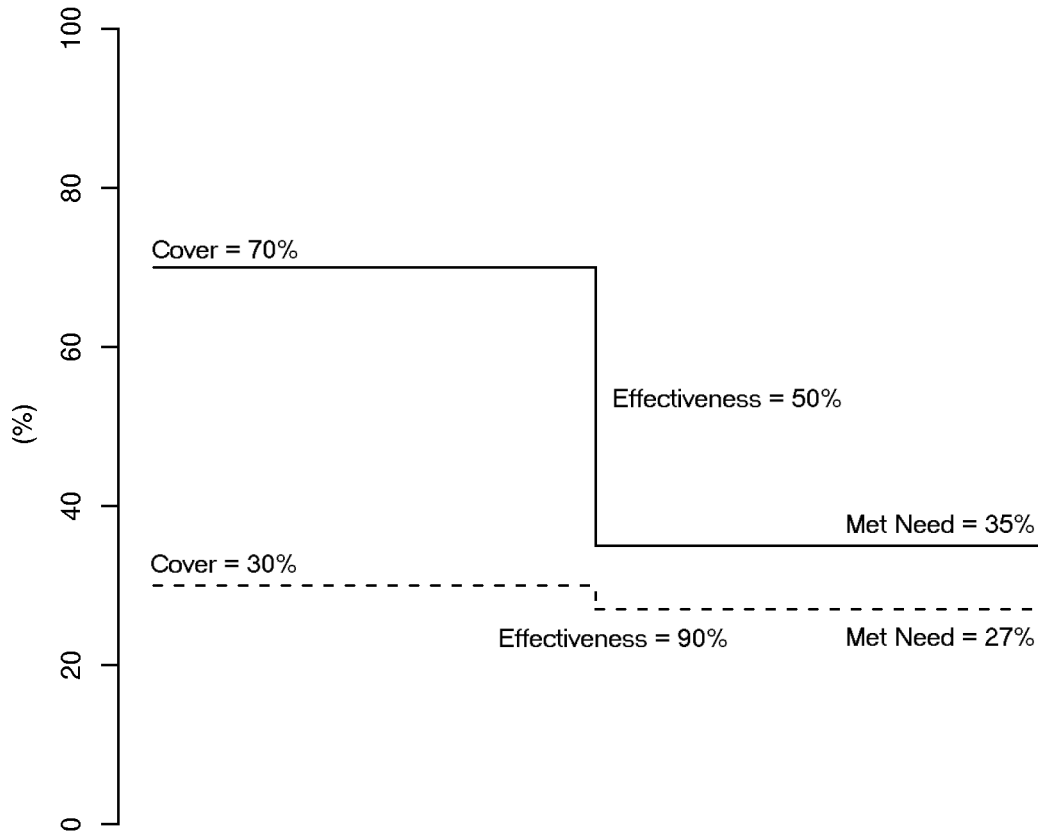 100
80
Cover = 70%
60
Effectiveness = 50%
(%)
40
Met Need = 35%
Cover = 30%
Effectiveness = 90%
Met Need = 27%
20
0